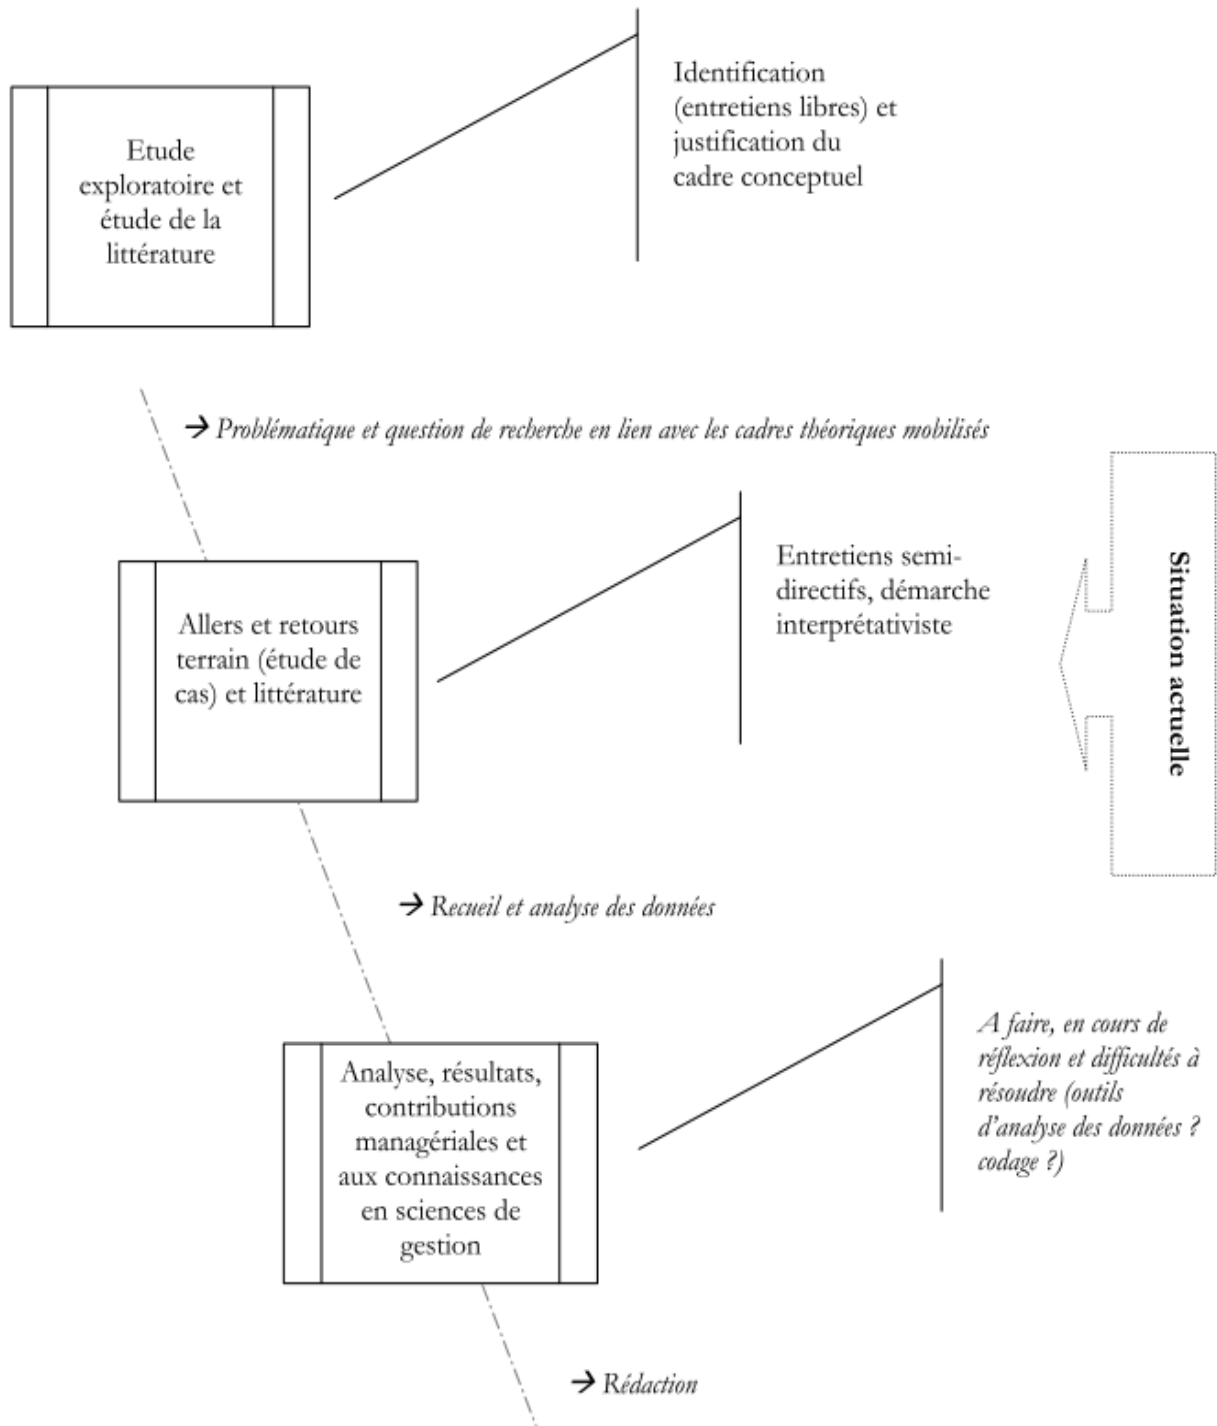 Etude
exploratoire et
étude de la
littérature
Identification
(entretiens libres) et
justification du
cadre conceptuel
→ Problématique et question de recherche en lien avec les cadres théoriques mobilisés
Allers et retours
terrain (étude de
cas) et littérature
Entretiens semi-
directifs, démarche
interprétativiste
Situation actuelle
→ Recueil et analyse des données
Analyse, résultats,
contributions
managériales et
aux connaissances
en sciences de
gestion
A faire, en cours de
réflexion et difficultés à
résoudre (outils
d'analyse des données ?
codage ?)
→ Rédaction